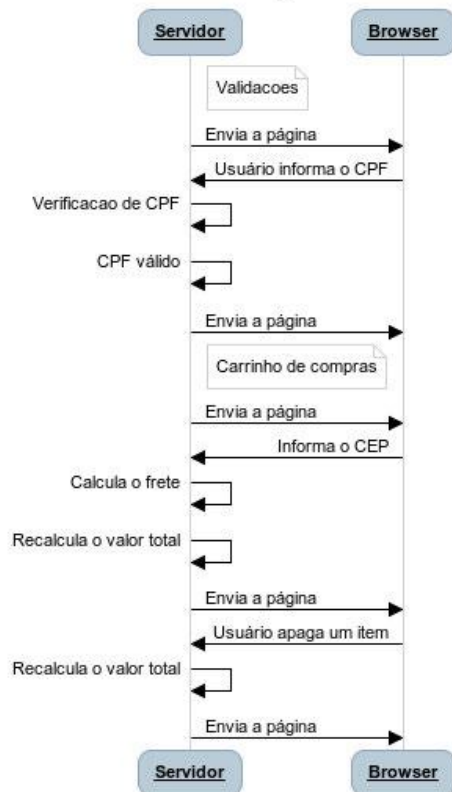 Servidor
Browser
Validacoes
Envia a página
Usuário informa o CPF
Verificacao de CPF
CPF válido
Envia a página
Carrinho de compras
Envia a página
Informa o CEP
Calcula o frete
Recalcula o valor total
Envia a página
Usuário apaga um item
Recalcula o valor total
Envia a página
Servidor
Browser